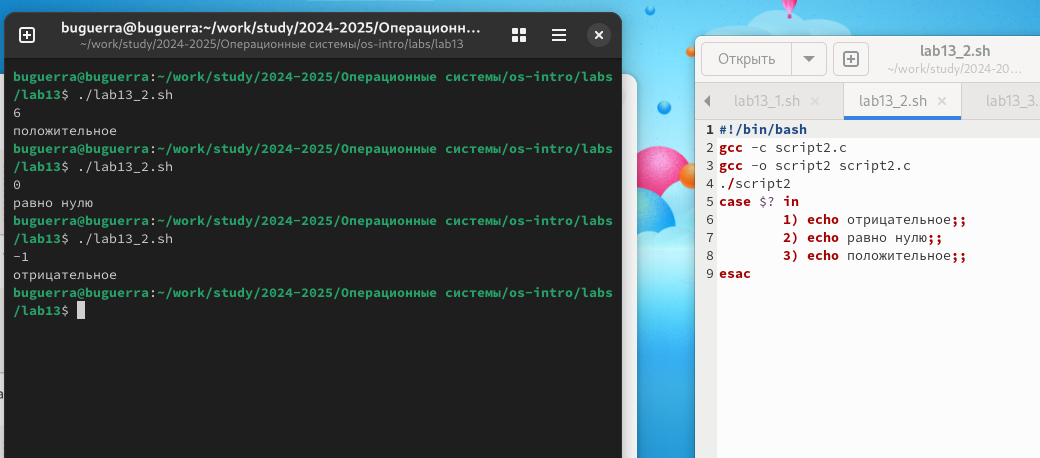 buguerra@buguerra:~/work/study/2024-2025/Операционн...
~/work/study/2024-2025/Операционные системы/os-intro/labs/lab13
buguerra@buguerra:~/work/study/2024-2025/Операционные системы/os-intro/labs
/lab13$ ./lab13_2.sh
6
положительное
buguerra@buguerra:~/work/study/2024-2025/Операционные системы/os-intro/labs
/lab13$ ./lab13_2.sh
0
равно нулю
buguerra@buguerra:~/work/study/2024-2025/Операционные системы/os-intro/labs
/lab13$ ./lab13_2.sh
-1
отрицательное
buguerra@buguerra:~/work/study/2024-2025/Операционные системы/os-intro/labs
/lab13$
Открыть
lab13_2.sh
~/work/study/2024-20...
lab13_1.sh
lab13_2.sh
lab13_3.
1 #!/bin/bash
2 gcc -c script2.c
3 gcc -o script2 script2.c
4 ./script2
5 case $? in
6 1) echo отрицательное;;
7 2) echo равно нулю;;
8 3) echo положительное;;
9 esac